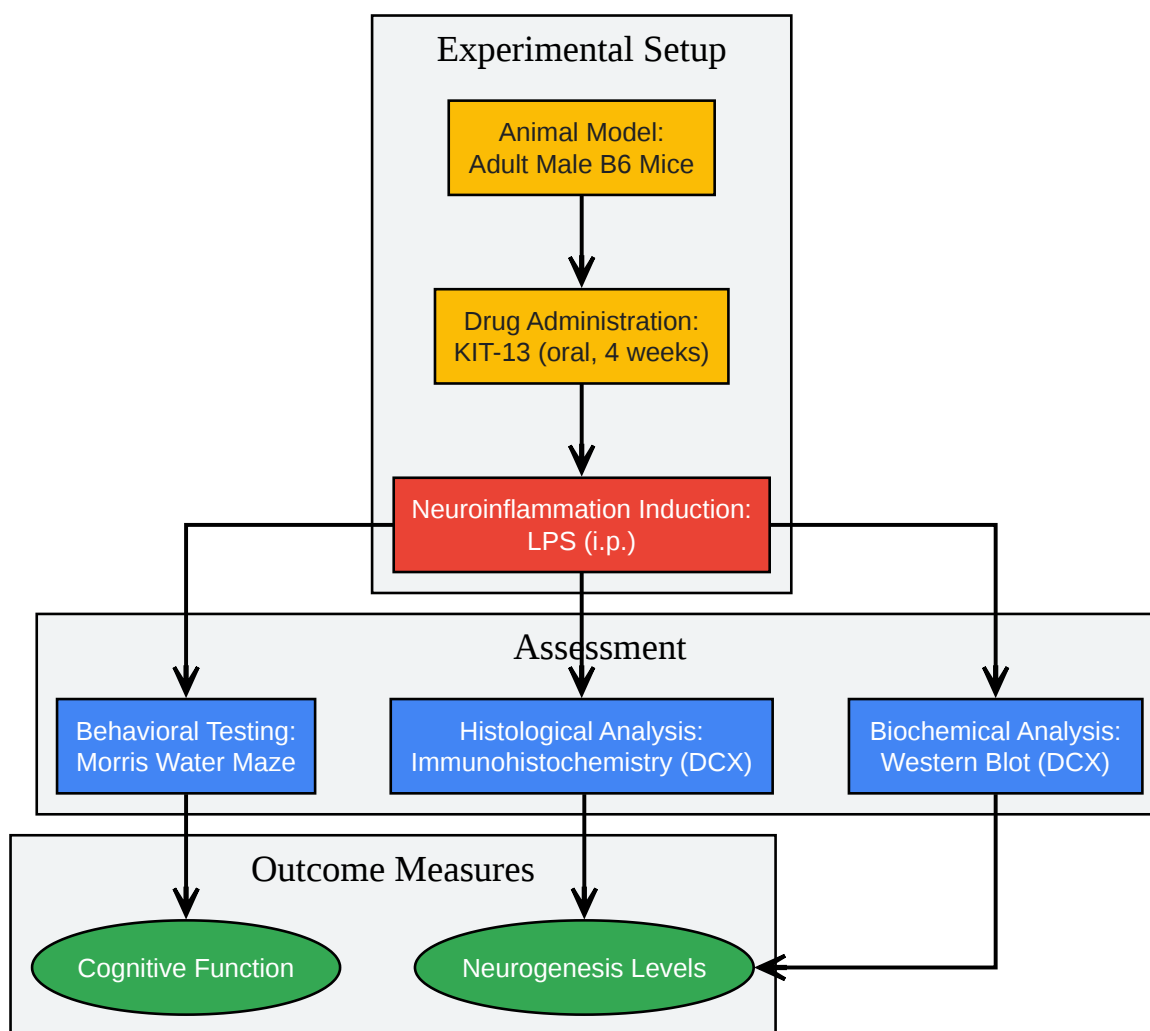 Experimental Setup
Animal Model:
Adult Male B6 Mice
Drug Administration:
KIT-13 (oral, 4 weeks)
Neuroinflammation Induction:
LPS (i.p.)
Assessment
Behavioral Testing:
Morris Water Maze
Histological Analysis:
Immunohistochemistry (DCX)
Biochemical Analysis:
Western Blot (DCX)
Outcome Measures
Cognitive Function
Neurogenesis Levels